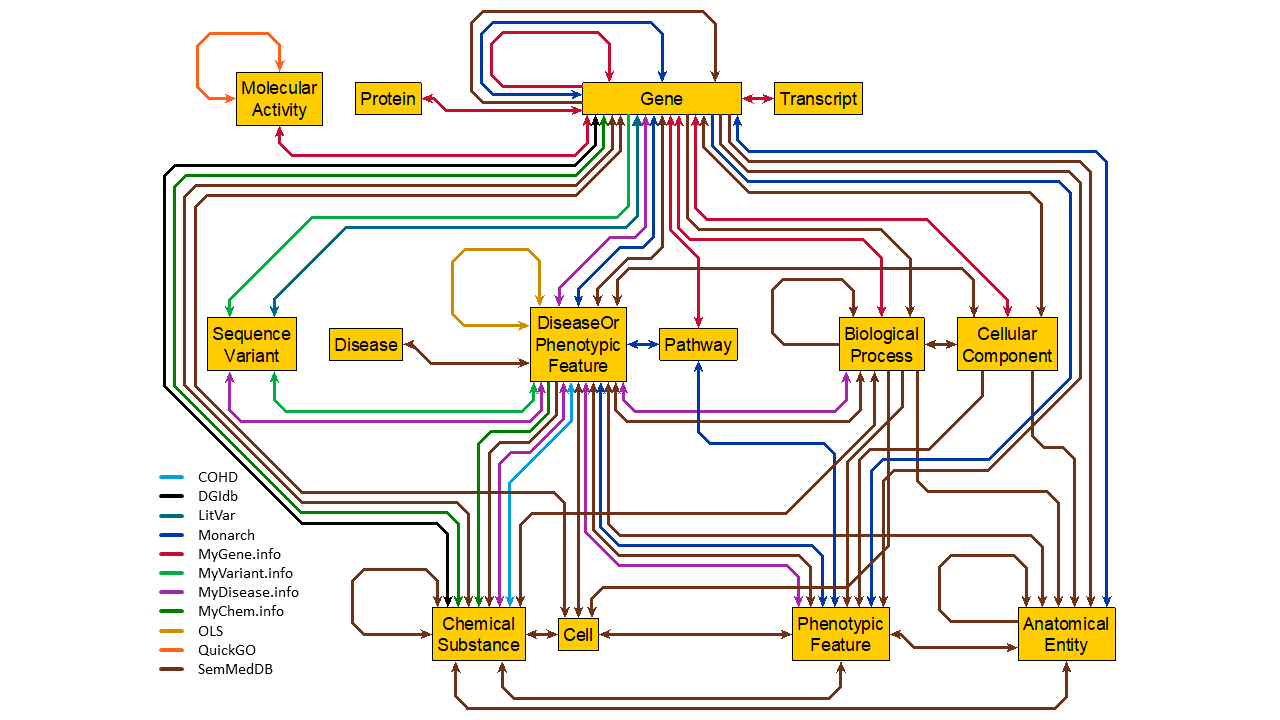 Molecular
Activity
Protein
Gene
Transcript
Sequence
Variant
Disease
DiseaseOr
Phenotypic
Feature
Pathway
Biological
Process
Cellular
Component
COHD
DGIdb
LitVar
Monarch
MyGene.info
MyVariant.info
MyDisease.info
MyChem.info
OLS
QuickGO
SemMedDB
Chemical
Substance
Cell
Phenotypic
Feature
Anatomical
Entity